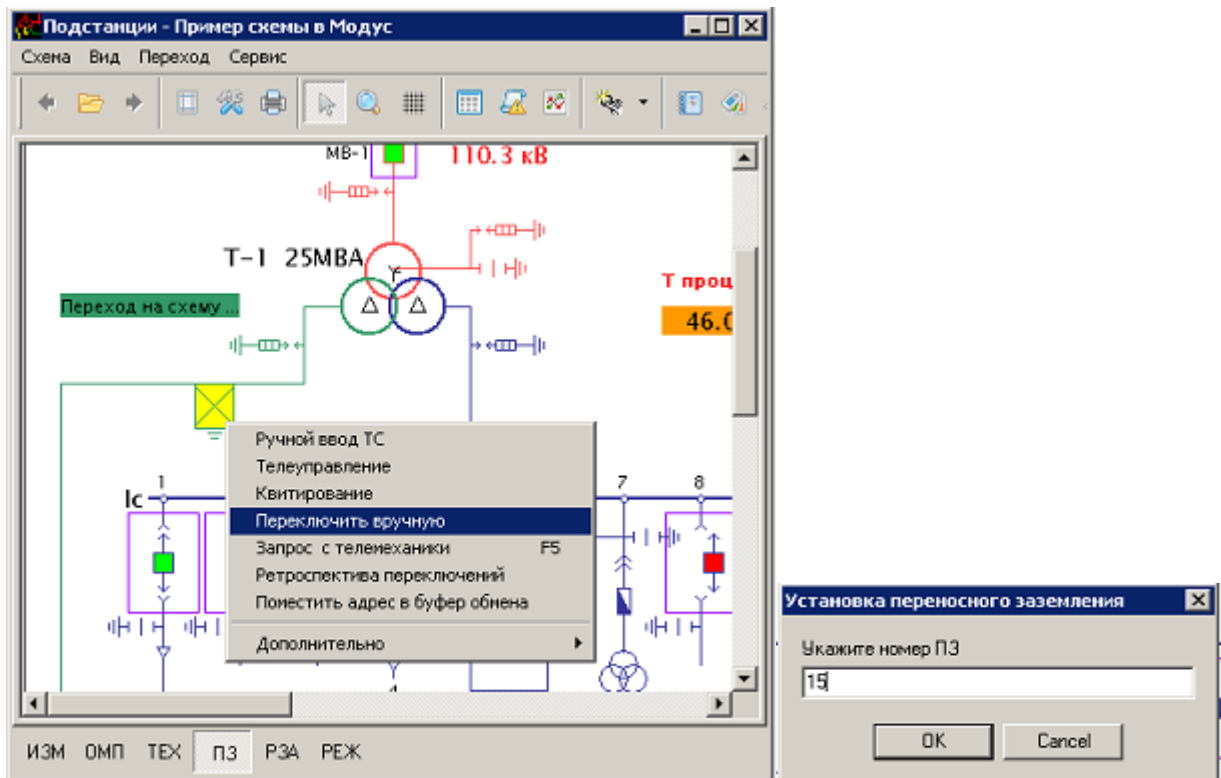 Подстанции - Пример схемы в Модус
Схема Вид Переход Сервис
МВ-1
110.3 кВ
Т-1 25МВА
Т проц
Переход на схему ...
46.0
Ручной ввод ТС
Телеуправление
Квитирование
Переключить вручную
Запрос с телемеханики F5
Ретроспектива переключений
Поместить адрес в буфер обмена
Дополнительно
Iс 1 7 8
ИЗМ ОМП ТЕХ ПЗ РЗА РЕЖ
Установка переносного заземления
Укажите номер ПЗ
15
OK Cancel